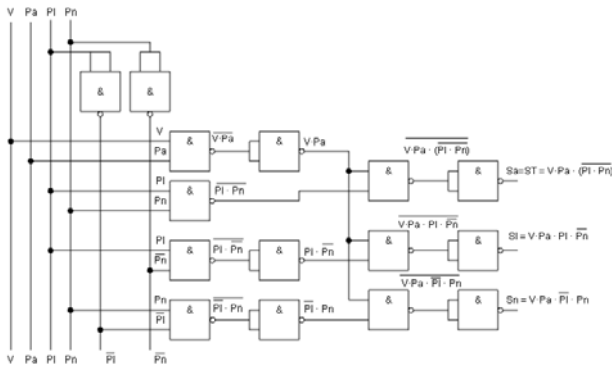 V Pa Pl Pn
&
&
V
&
V·Pa
&
V·Pa
Pa
V·Pa · (Pl · Pn)
&
&
Sa=ST = V·Pa · (Pl · Pn)
Pl
&
Pl · Pn
Pn
Pl
&
Pl · Pn
&
Pl · Pn
Pn
V·Pa · Pl · Pn
&
&
Sl = V·Pa · Pl · Pn
Pn
&
Pl · Pn
&
Pl · Pn
Pl
V·Pa · Pl · Pn
&
&
Sn = V·Pa · Pl · Pn
V Pa Pl Pn Pl Pn